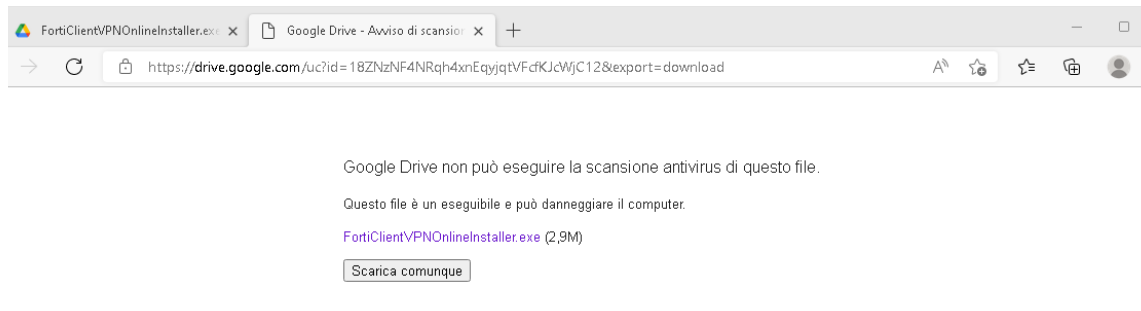 FortiClientVPNOnlineInstaller.exe
Google Drive - Avviso di scansion
https://drive.google.com/uc?id=18ZNzNF4NRqh4xnEqyjqtVFcfKJcWjC12&export=download
Google Drive non può eseguire la scansione antivirus di questo file.
Questo file è un eseguibile e può danneggiare il computer.
FortiClientVPNOnlineInstaller.exe (2,9M)
Scarica comunque